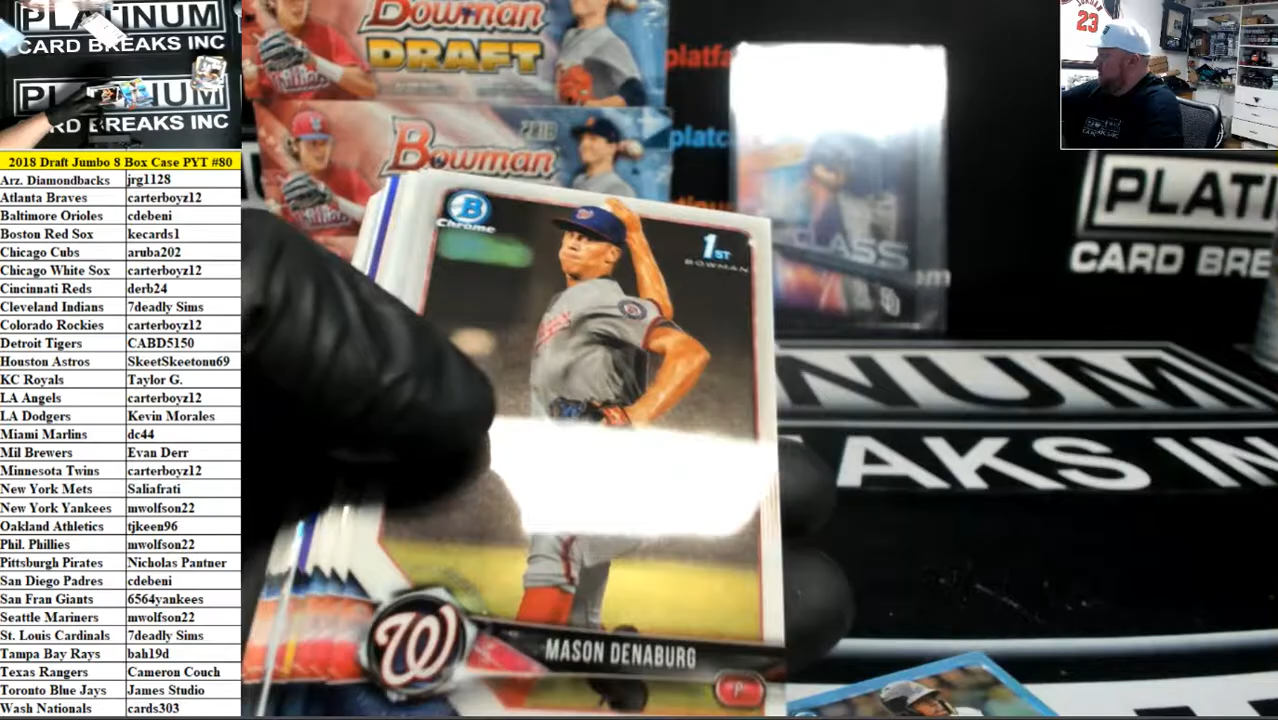 PLATINUM
CARD BREAKS INC
PLATINUM
CARD BREAKS INC
2018 Draft Jumbo 8 Box Case PYT #80
Arz. Diamondbacks jrg1128
Atlanta Braves carterboyz12
Baltimore Orioles cdebeni
Boston Red Sox kecards1
Chicago Cubs aruba202
Chicago White Sox carterboyz12
Cincinnati Reds derb24
Cleveland Indians 7deadly Sims
Colorado Rockies carterboyz12
Detroit Tigers CABD5150
Houston Astros SkeetSkeetonu69
KC Royals Taylor G.
LA Angels carterboyz12
LA Dodgers Kevin Morales
Miami Marlins dc44
Mil Brewers Evan Derr
Minnesota Twins carterboyz12
New York Mets Saliafrati
New York Yankees mwolfson22
Oakland Athletics tjkeen96
Phil. Phillies mwolfson22
Pittsburgh Pirates Nicholas Pantner
San Diego Padres cdebeni
San Fran Giants 6564yankees
Seattle Mariners mwolfson22
St. Louis Cardinals 7deadly Sims
Tampa Bay Rays bah19d
Texas Rangers Cameron Couch
Toronto Blue Jays James Studio
Wash Nationals cards303
Bowman
DRAFT
2018
Bowman
platfo
platc
CLASS
om
B
Chrome
1ST
BOWMAN
W
MASON DENABURG
P
JORDAN
23
PLATI
CARD BRE
NUM
AKS IN